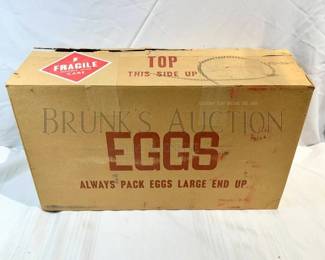 FRAGILE
TOP
THIS SIDE UP
BRUNK'S AUCTION
EGGS
ALWAYS PACK EGGS LARGE END UP